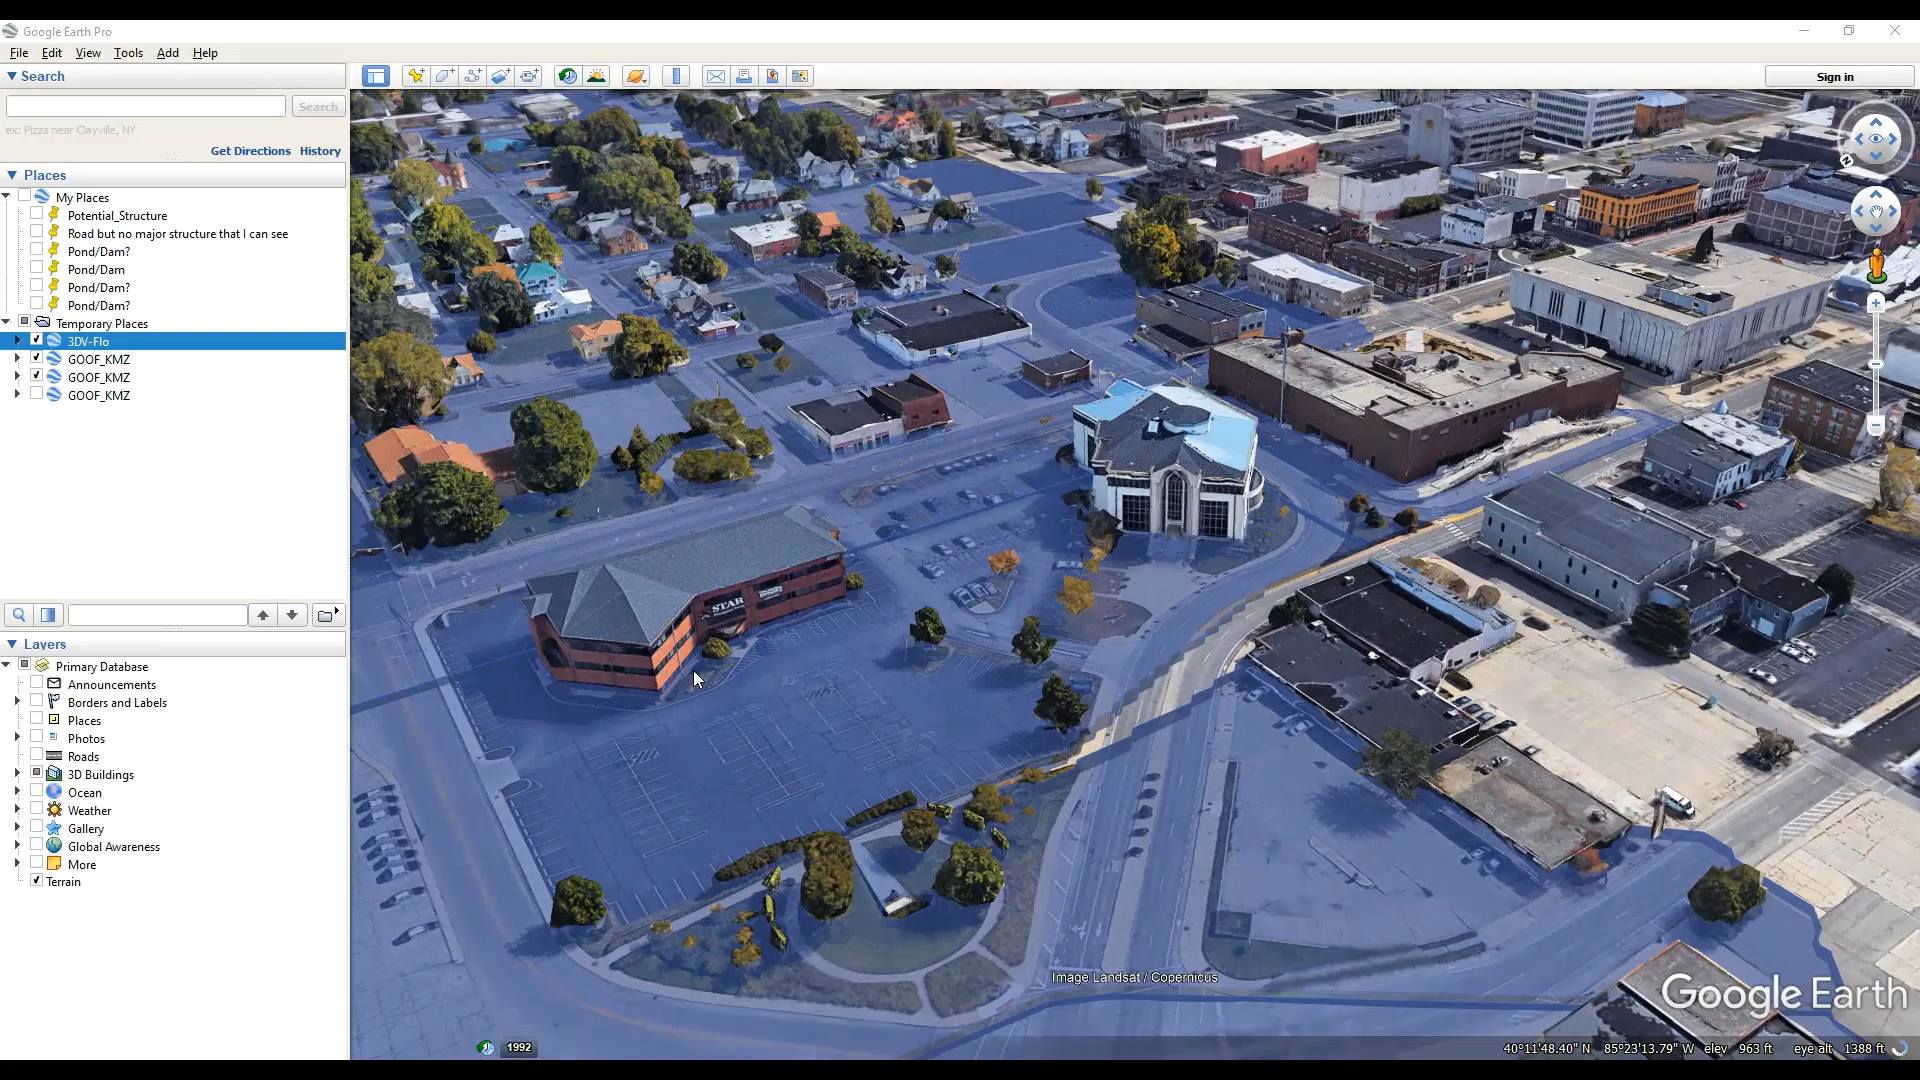 Google Earth Pro
File Edit View Tools Add Help
Search
Sign in
Search
ex: Pizza near Clayville, NY
Get Directions History
Places
My Places
Potential_Structure
Road but no major structure that I can see
Pond/Dam?
Pond/Dam
Pond/Dam?
Pond/Dam?
Temporary Places
3DV-Flo
GOOF_KMZ
GOOF_KMZ
GOOF_KMZ
STAR
Layers
Primary Database
Announcements
Borders and Labels
Places
Photos
Roads
3D Buildings
Ocean
Weather
Gallery
Global Awareness
More
Terrain
N
Image Landsat / Copernicus
Google Earth
1992
40°11'48.40" N 85°23'13.79" W elev 963 ft eye alt 1388 ft